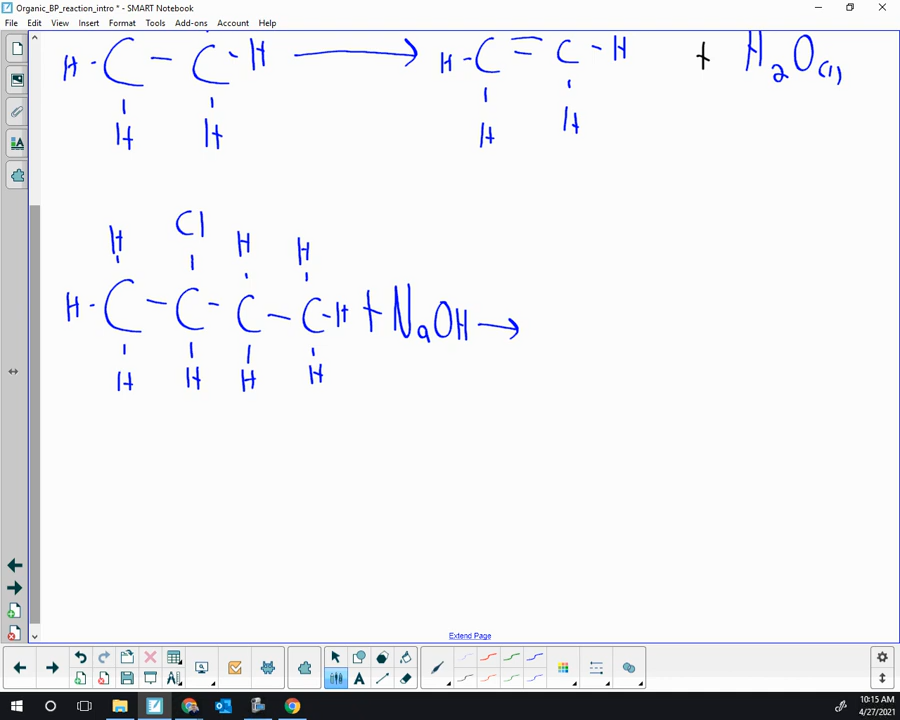 Organic_BP_reaction_intro * - SMART Notebook
File Edit View Insert Format Tools Add-ons Account Help
H - C - C - H → H - C = C - H + H2O(l)
H H H H
Cl
H H H
H - C - C - C - C - H + NaOH →
H H H H
Extend Page
10:15 AM
4/27/2021